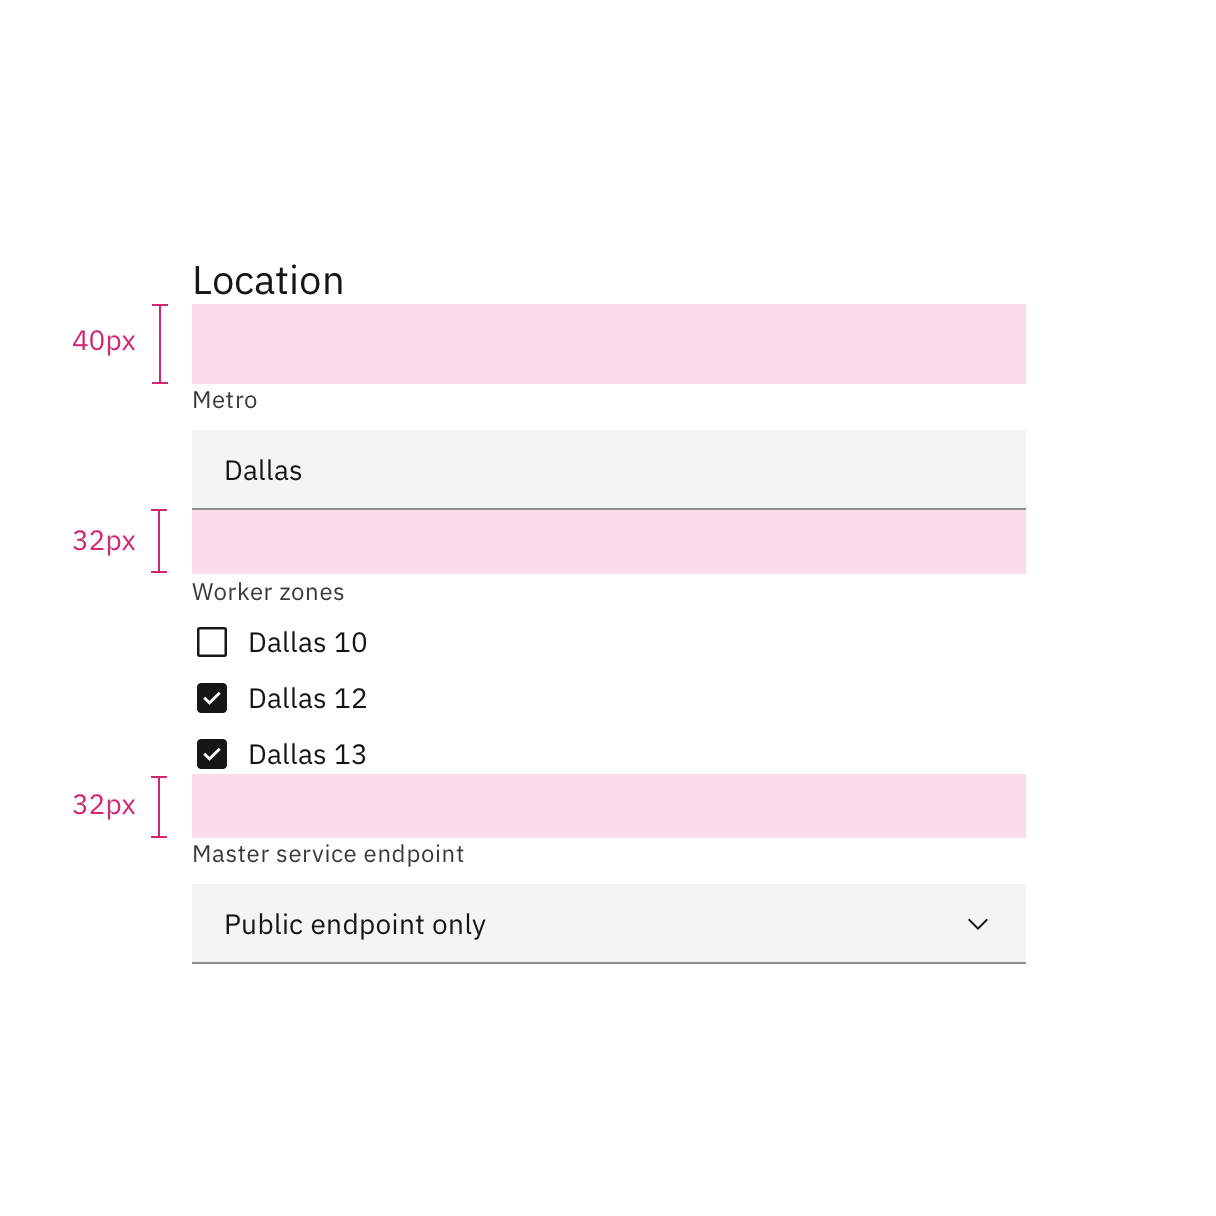 Location
40px
Metro
Dallas
32px
Worker zones
Dallas 10
Dallas 12
Dallas 13
32px
Master service endpoint
Public endpoint only